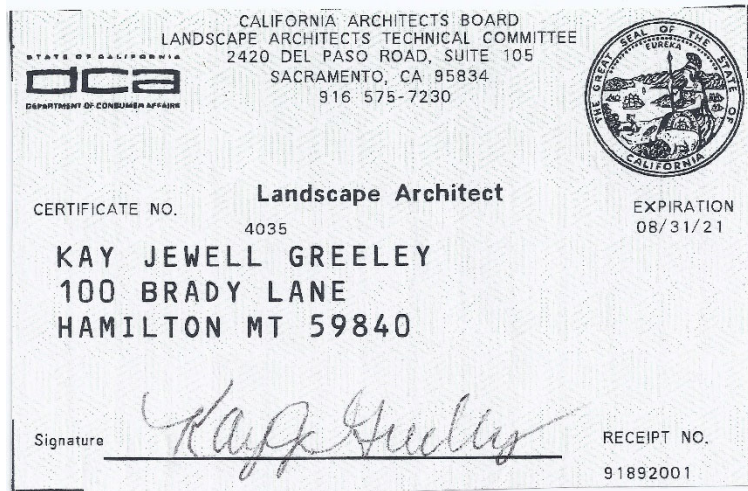 CALIFORNIA ARCHITECTS BOARD
LANDSCAPE ARCHITECTS TECHNICAL COMMITTEE
2420 DEL PASO ROAD, SUITE 105
SACRAMENTO, CA 95834
916 575-7230
STATE OF CALIFORNIA
dca
DEPARTMENT OF CONSUMER AFFAIRS
THE GREAT SEAL OF THE STATE OF CALIFORNIA
EUREKA
Landscape Architect
CERTIFICATE NO.
4035
EXPIRATION
08/31/21
KAY JEWELL GREELEY
100 BRADY LANE
HAMILTON MT 59840
Signature Kay J Greeley
RECEIPT NO.
91892001